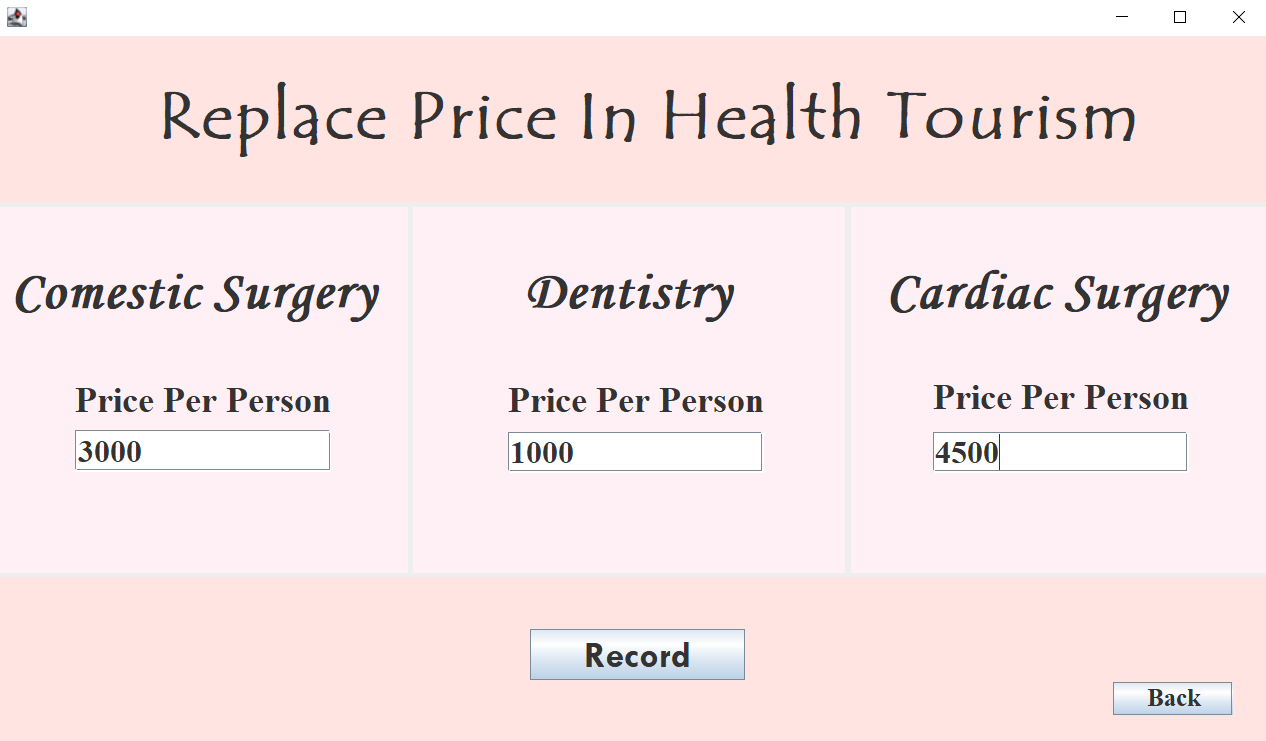 Replace Price In Health Tourism
Comestic Surgery
Price Per Person
3000
Dentistry
Price Per Person
1000
Cardiac Surgery
Price Per Person
4500
Record
Back